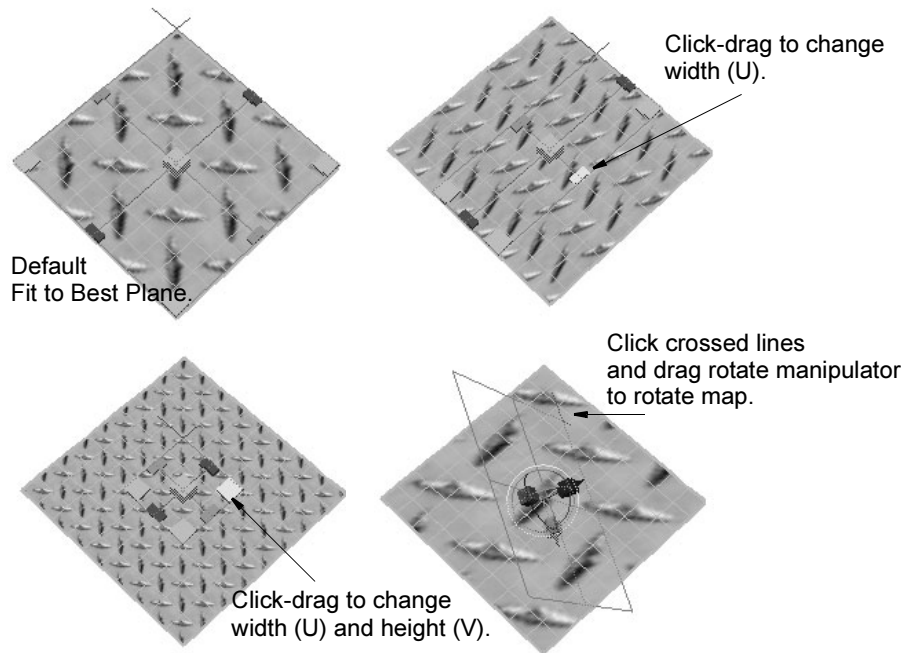 Click-drag to change
width (U).
Default
Fit to Best Plane.
Click crossed lines
and drag rotate manipulator
to rotate map.
Click-drag to change
width (U) and height (V).